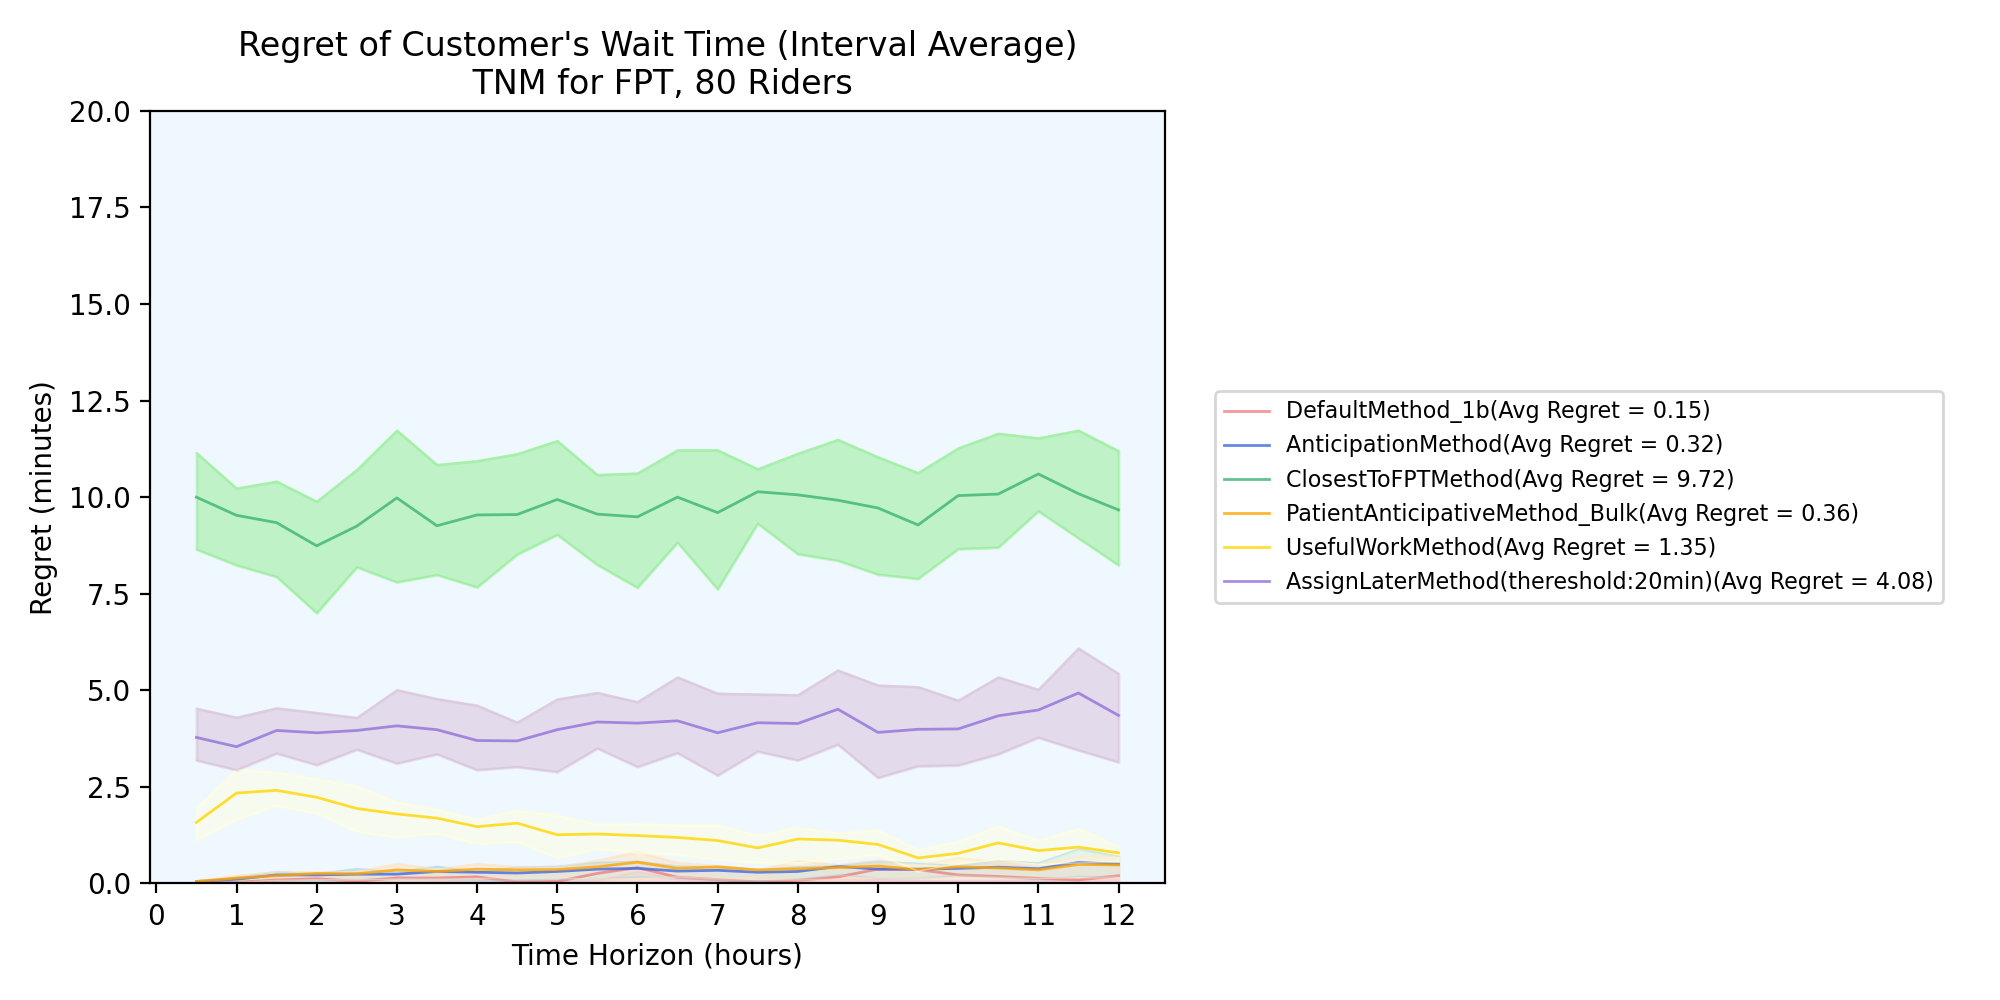 Regret of Customer's Wait Time (Interval Average)
TNM for FPT, 80 Riders
Regret (minutes)
20.0
17.5
15.0
12.5
10.0
7.5
5.0
2.5
0.0
0 1 2 3 4 5 6 7 8 9 10 11 12
Time Horizon (hours)
DefaultMethod_1b(Avg Regret = 0.15)
AnticipationMethod(Avg Regret = 0.32)
ClosestToFPTMethod(Avg Regret = 9.72)
PatientAnticipativeMethod_Bulk(Avg Regret = 0.36)
UsefulWorkMethod(Avg Regret = 1.35)
AssignLaterMethod(thereshold:20min)(Avg Regret = 4.08)